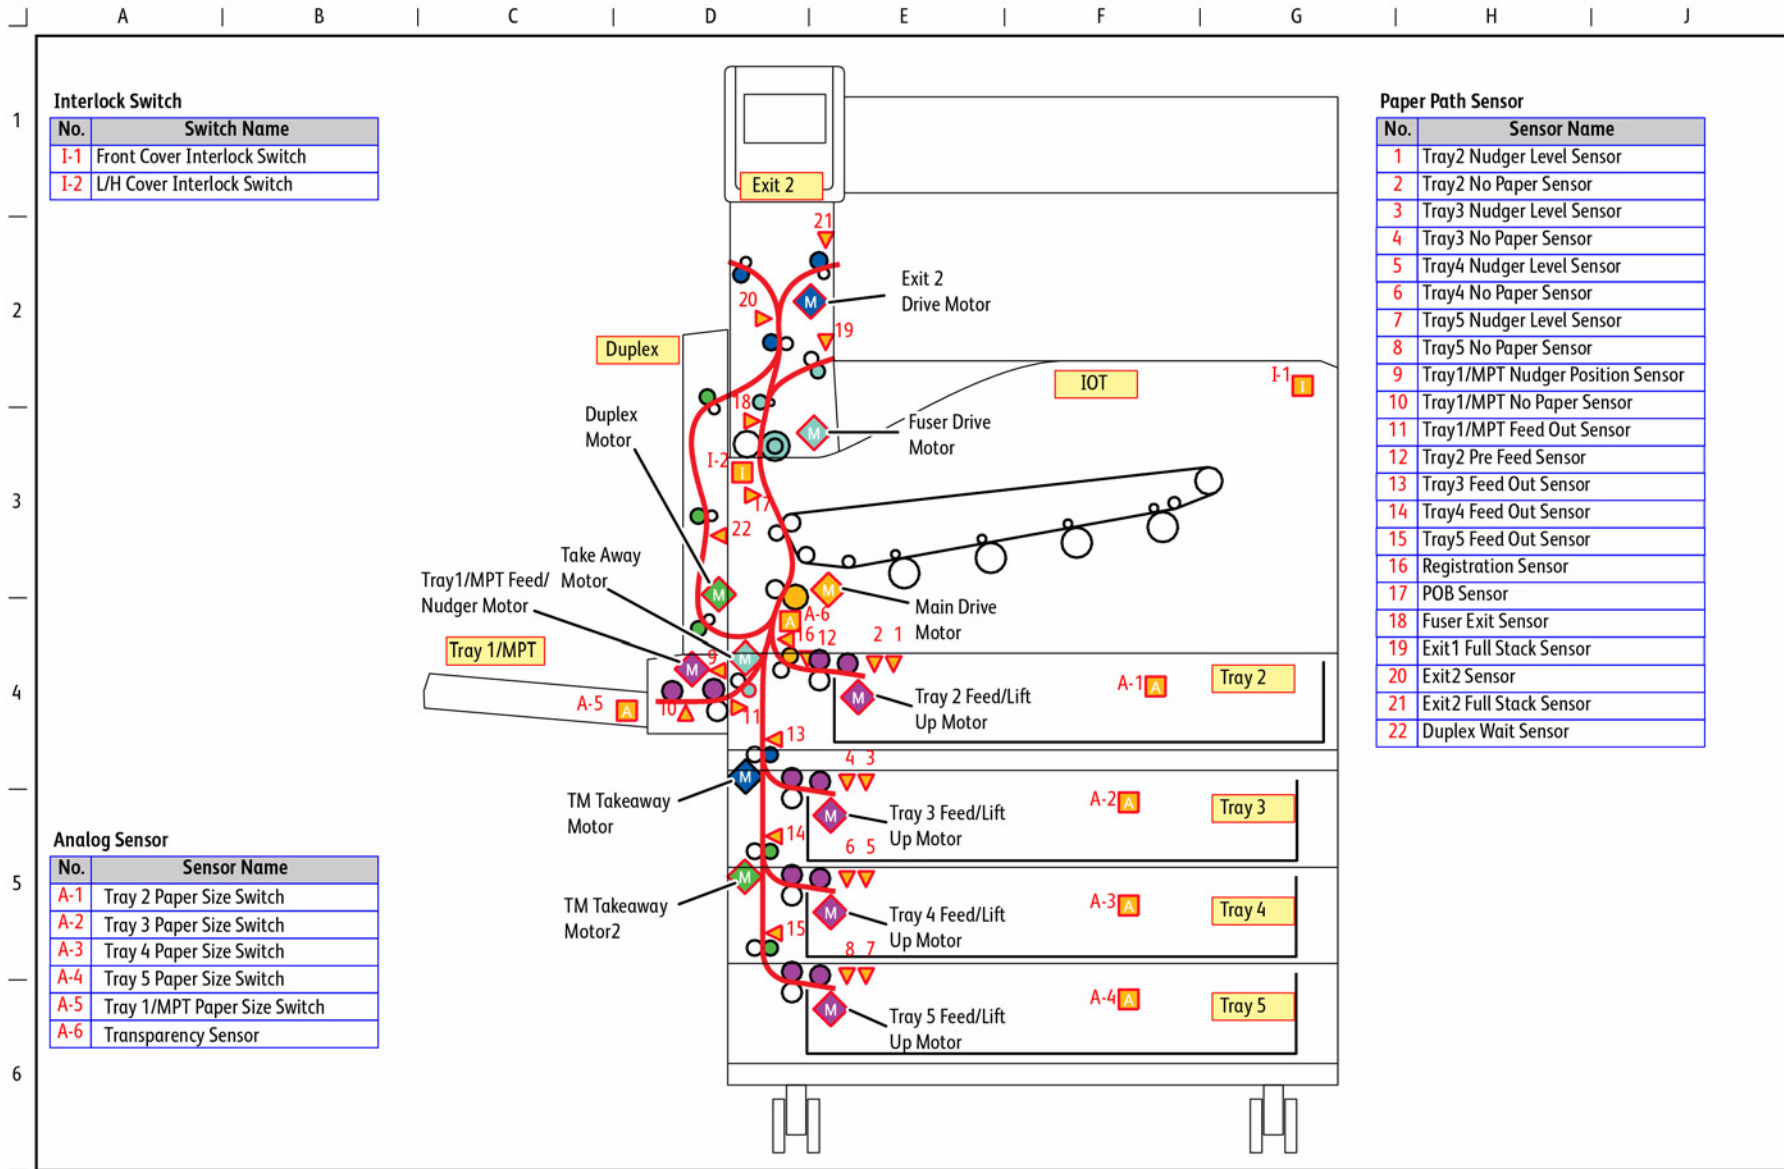 A B C D E F G H J
1
2
3
4
5
6
Interlock Switch
No. Switch Name
I-1 Front Cover Interlock Switch
I-2 L/H Cover Interlock Switch
Analog Sensor
No. Sensor Name
A-1 Tray 2 Paper Size Switch
A-2 Tray 3 Paper Size Switch
A-3 Tray 4 Paper Size Switch
A-4 Tray 5 Paper Size Switch
A-5 Tray 1/MPT Paper Size Switch
A-6 Transparency Sensor
Exit 2
21
20
M
Exit 2
Drive Motor
19
Duplex
IOT
I-1 I
Duplex
Motor
18
M
Fuser Drive
Motor
I-2
I
17
22
Take Away
Motor
Tray1/MPT Feed/
Nudger Motor
M
M
Main Drive
Motor
A-6
A
16 12 2 1
Tray 1/MPT
M
9
M
A-5 A
10
11
M
Tray 2 Feed/Lift
Up Motor
A-1 A
Tray 2
13
4 3
M
TM Takeaway
Motor
M
Tray 3 Feed/Lift
Up Motor
A-2 A
Tray 3
14
6 5
M
TM Takeaway
Motor2
M
Tray 4 Feed/Lift
Up Motor
A-3 A
Tray 4
15
8 7
M
Tray 5 Feed/Lift
Up Motor
A-4 A
Tray 5
Paper Path Sensor
No. Sensor Name
1 Tray2 Nudger Level Sensor
2 Tray2 No Paper Sensor
3 Tray3 Nudger Level Sensor
4 Tray3 No Paper Sensor
5 Tray4 Nudger Level Sensor
6 Tray4 No Paper Sensor
7 Tray5 Nudger Level Sensor
8 Tray5 No Paper Sensor
9 Tray1/MPT Nudger Position Sensor
10 Tray1/MPT No Paper Sensor
11 Tray1/MPT Feed Out Sensor
12 Tray2 Pre Feed Sensor
13 Tray3 Feed Out Sensor
14 Tray4 Feed Out Sensor
15 Tray5 Feed Out Sensor
16 Registration Sensor
17 POB Sensor
18 Fuser Exit Sensor
19 Exit1 Full Stack Sensor
20 Exit2 Sensor
21 Exit2 Full Stack Sensor
22 Duplex Wait Sensor